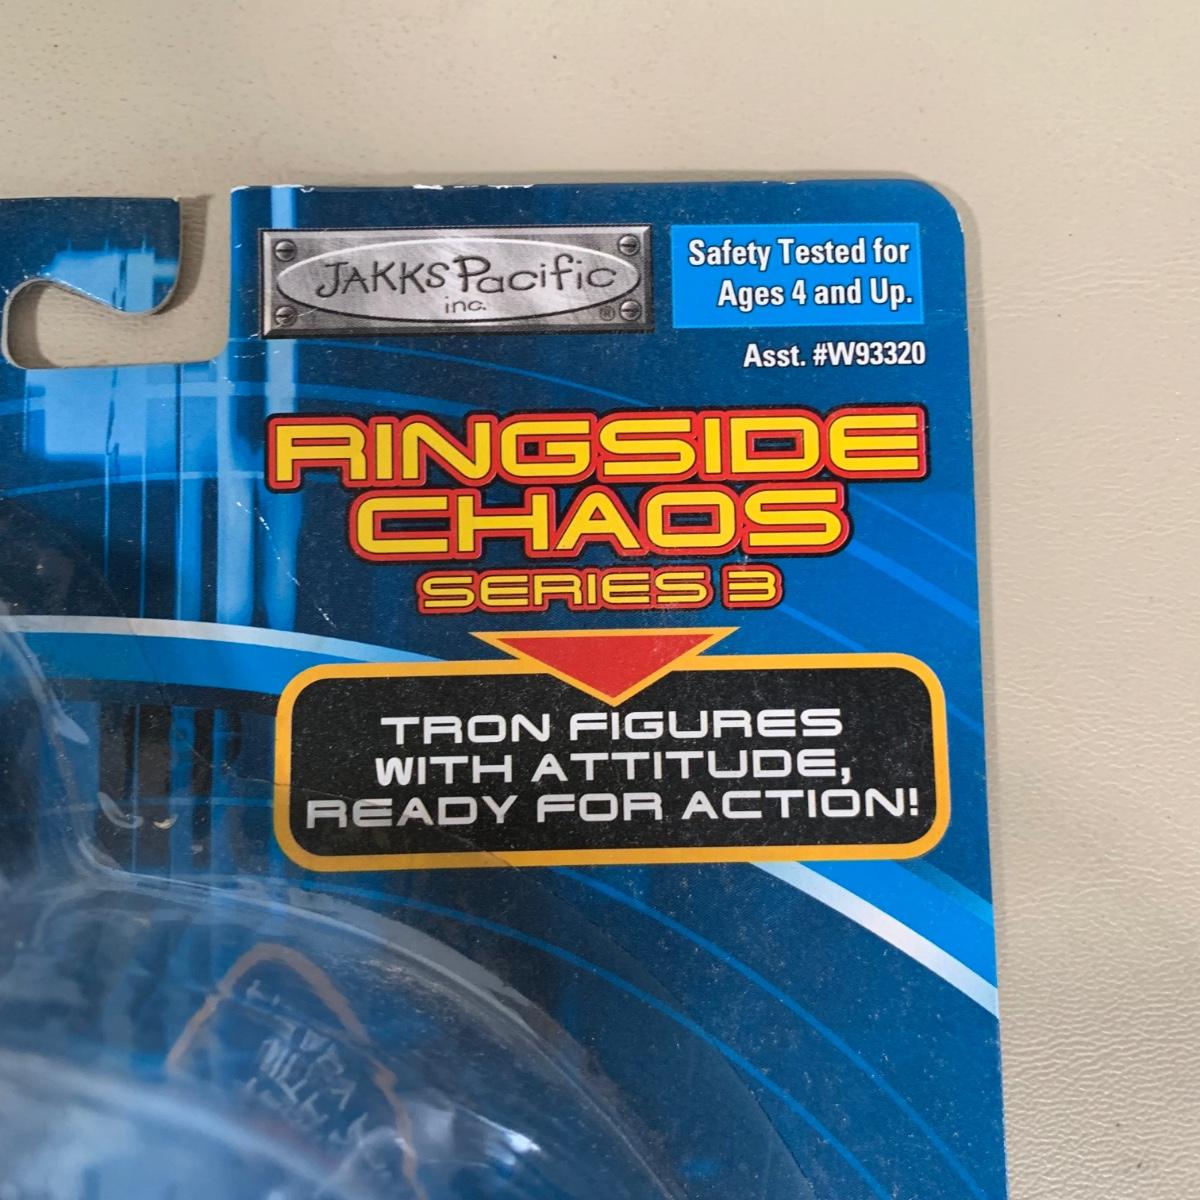 JAKKS Pacific
inc.
®
Safety Tested for
Ages 4 and Up.
Asst. #W93320
RINGSIDE
CHAOS
SERIES 3
TRON FIGURES
WITH ATTITUDE,
READY FOR ACTION!